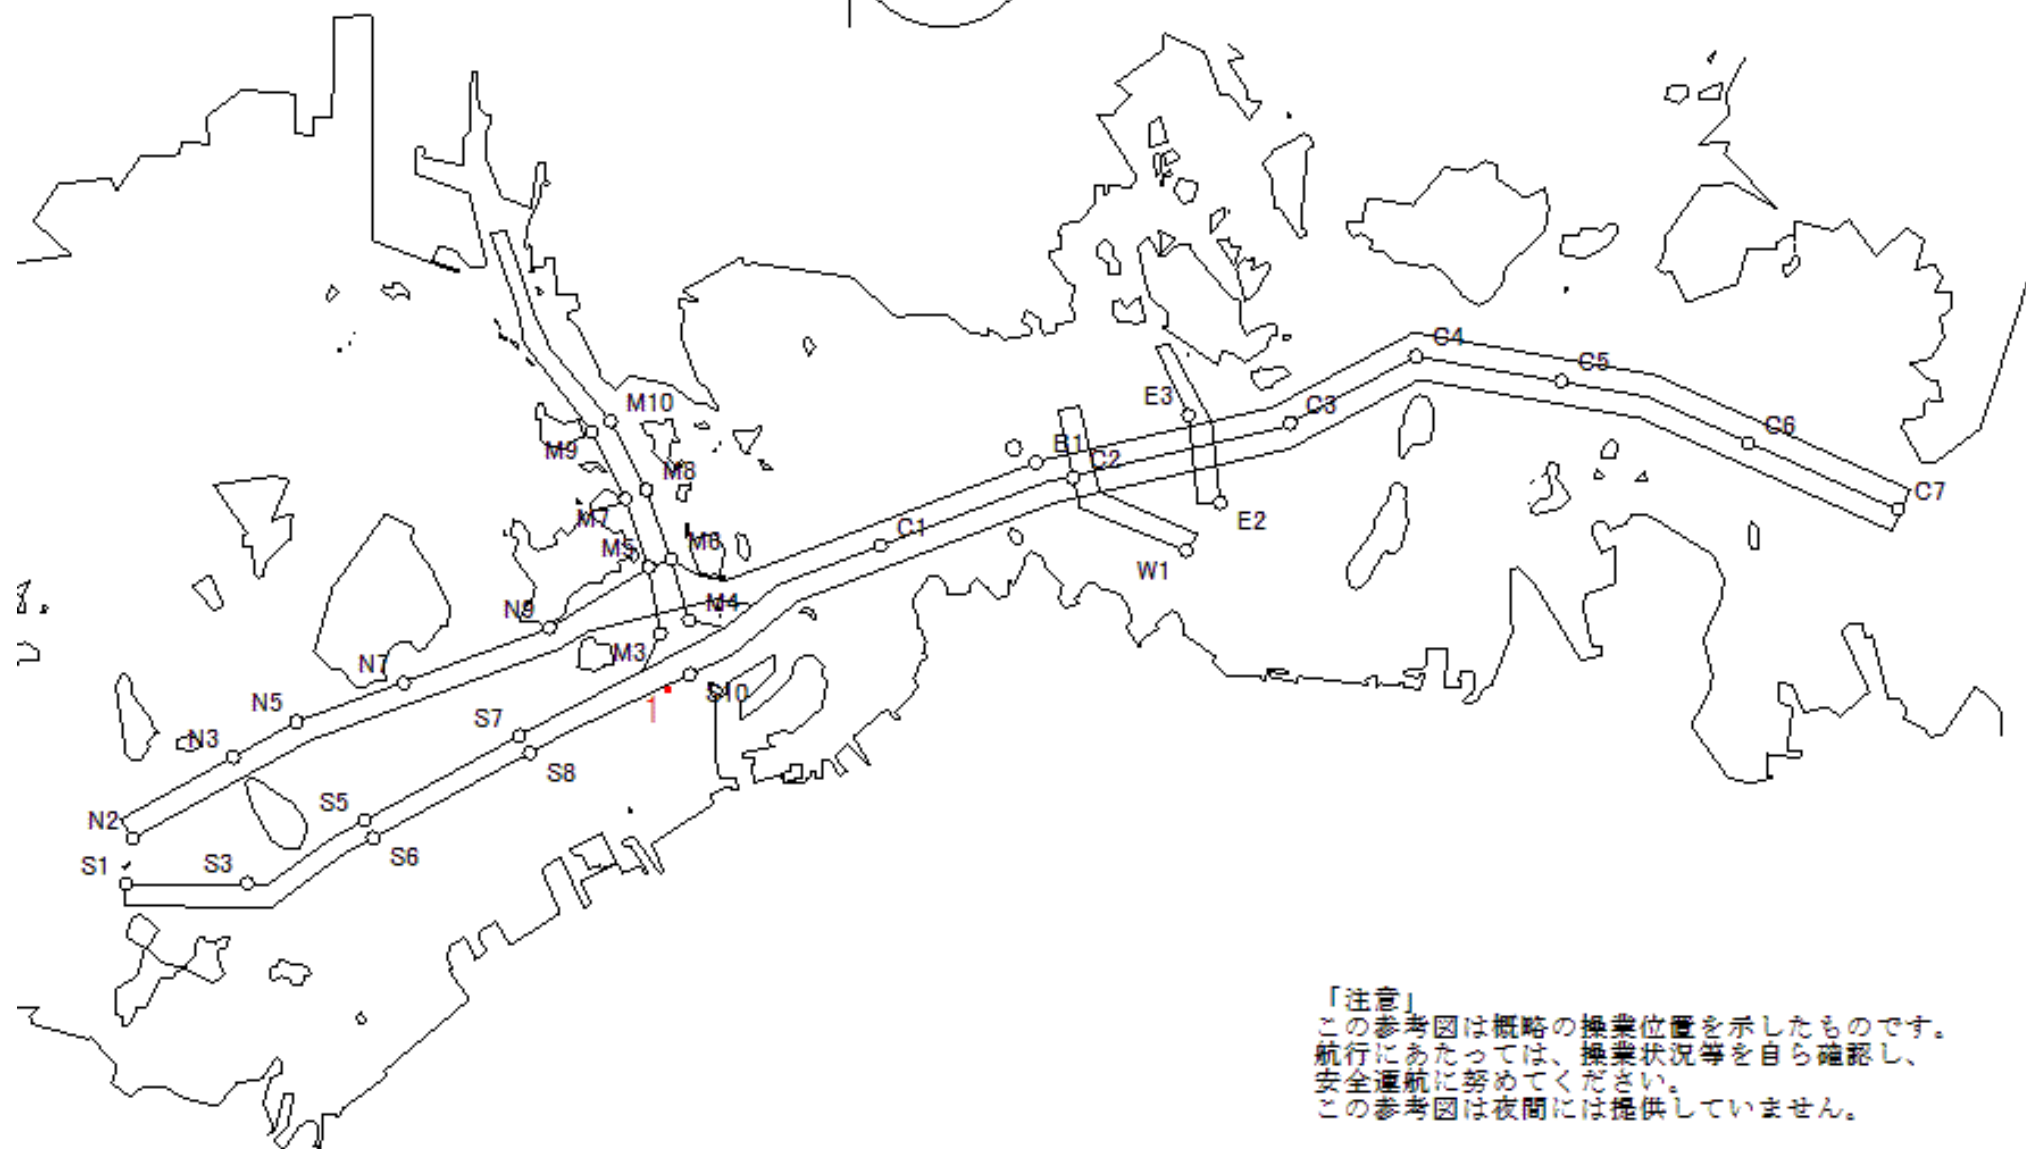 C4
C5
M10
E3
C3
C6
M9
B1
M8
C2
C7
M7
E2
C1
M5
M6
W1
N9
M4
M3
N7
S10
1
N5
S7
N3
S8
S5
N2
S6
S1
S3
「注意」
この参考図は概略の操業位置を示したものです。
航行にあたっては、操業状況等を自ら確認し、
安全運航に努めてください。
この参考図は夜間には提供していません。